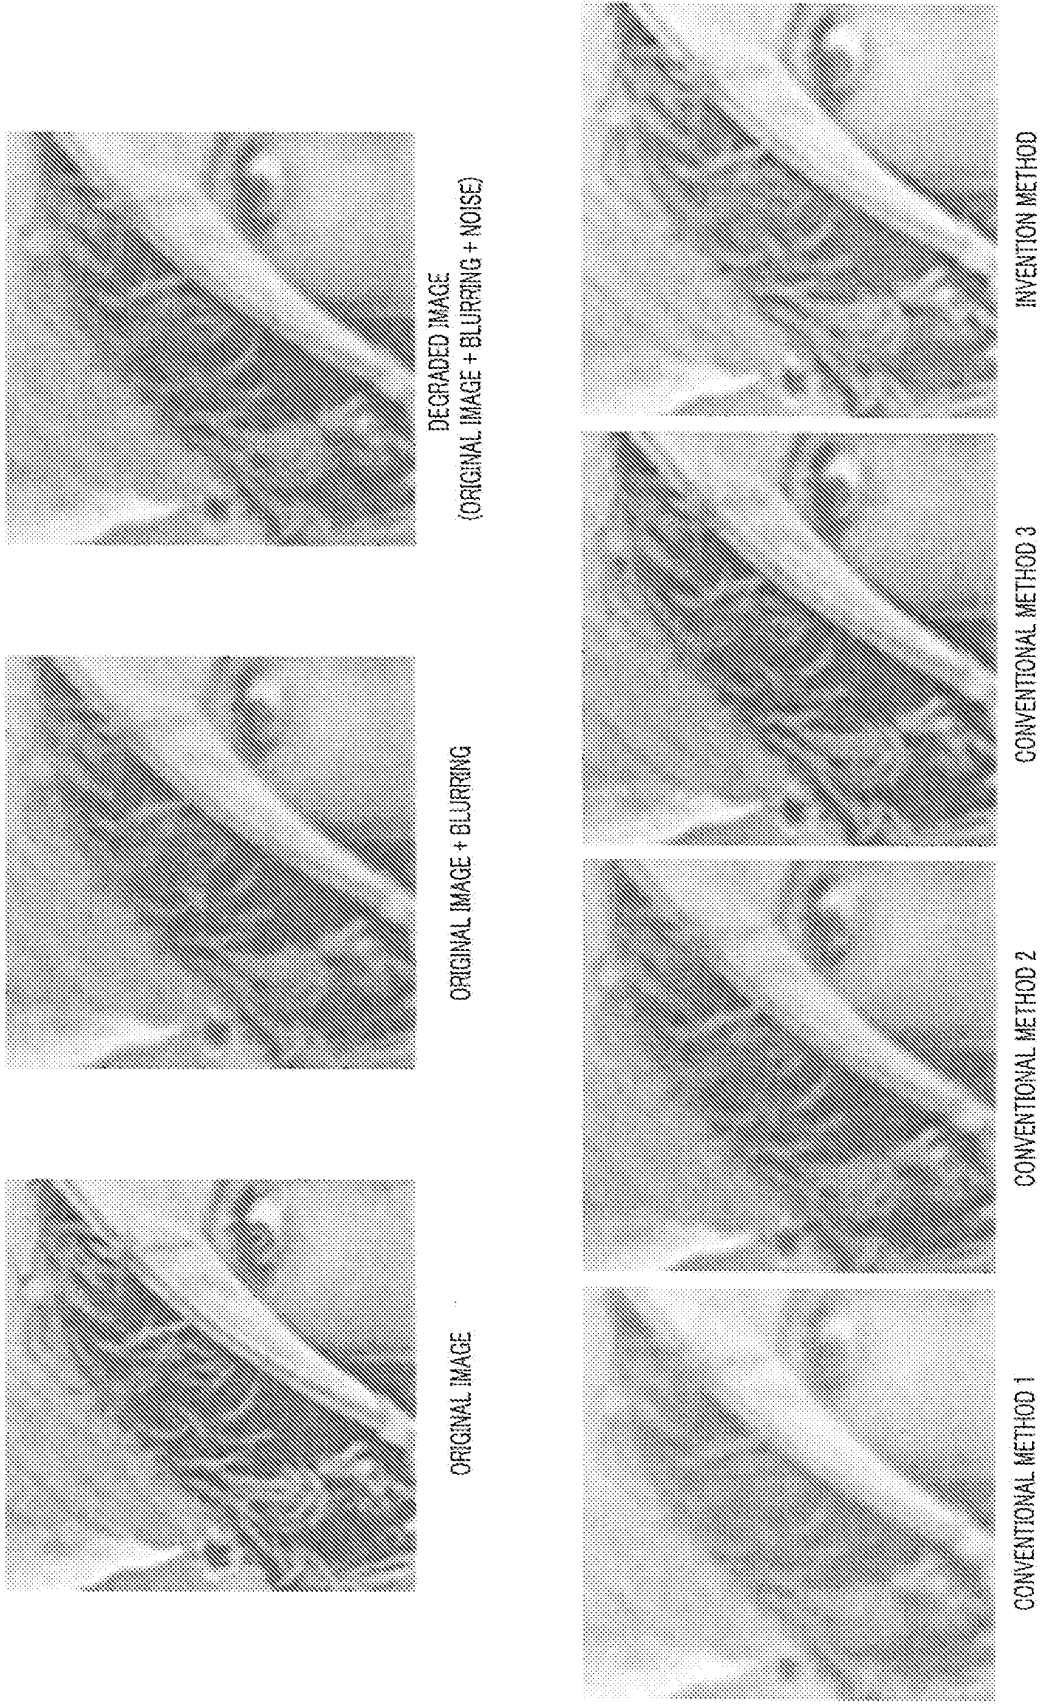 ORIGINAL IMAGE
ORIGINAL IMAGE + BLURRING
DEGRADED IMAGE
(ORIGINAL IMAGE + BLURRING + NOISE)
CONVENTIONAL METHOD 1
CONVENTIONAL METHOD 2
CONVENTIONAL METHOD 3
INVENTION METHOD